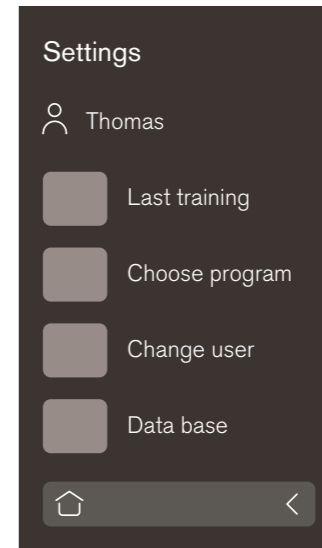 Settings
Thomas
Last training
Choose program
Change user
Data base